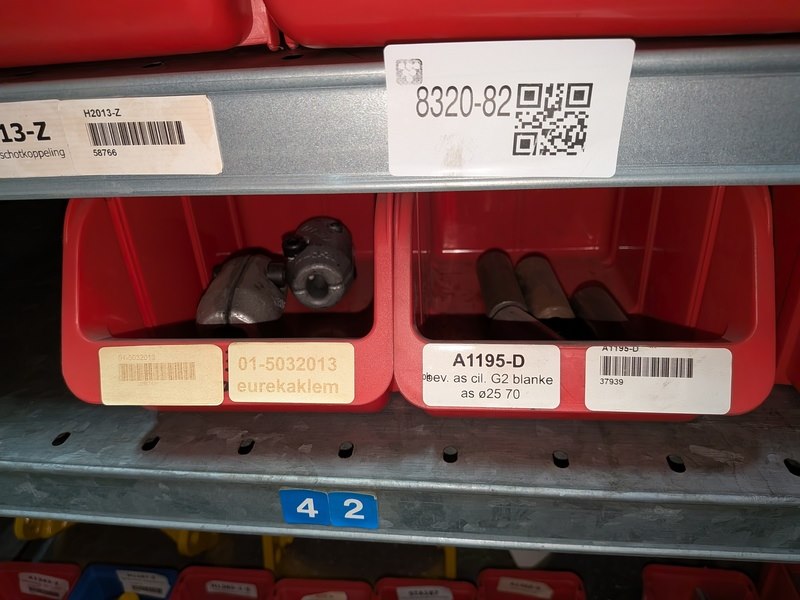 13-Z
schotkoppeling
H2013-Z
58766
8320-82
01-5032013
01-5032013
eurekaklem
A1195-D
bev. as cil. G2 blanke
as ø25 70
A1195-D
37939
4 2